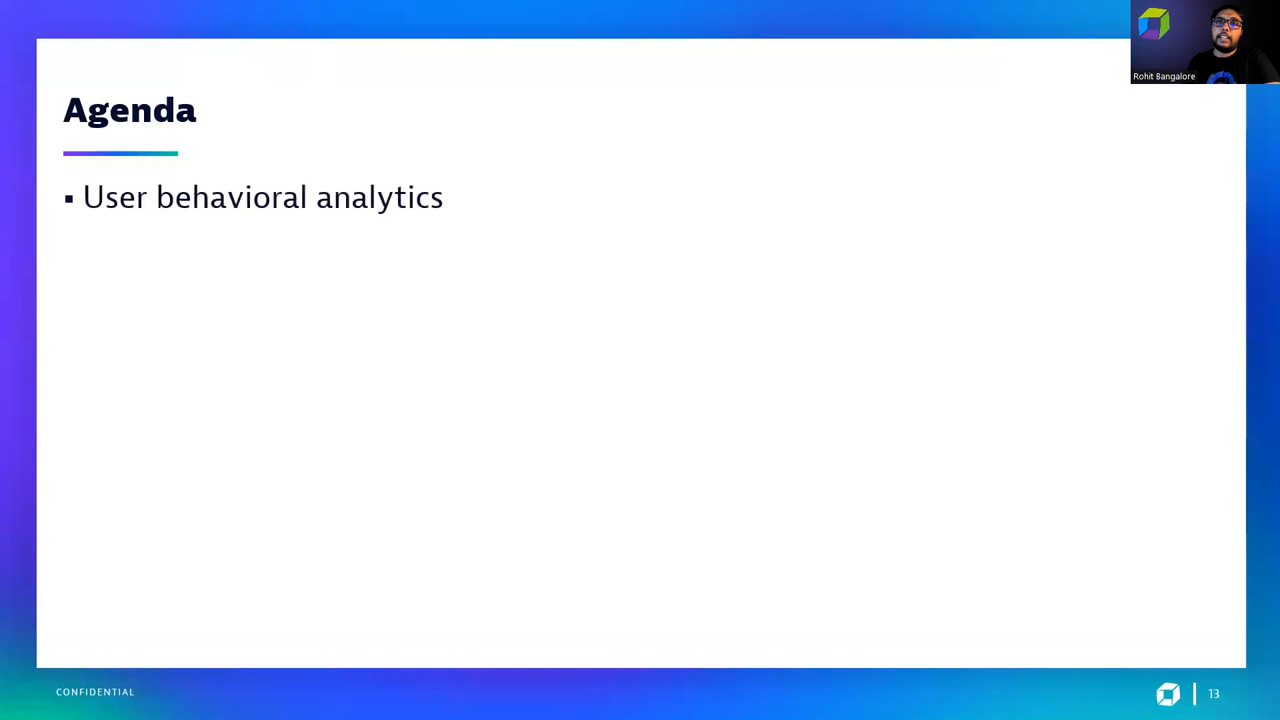 Rohit Bangalore
Agenda
▪ User behavioral analytics
CONFIDENTIAL
13